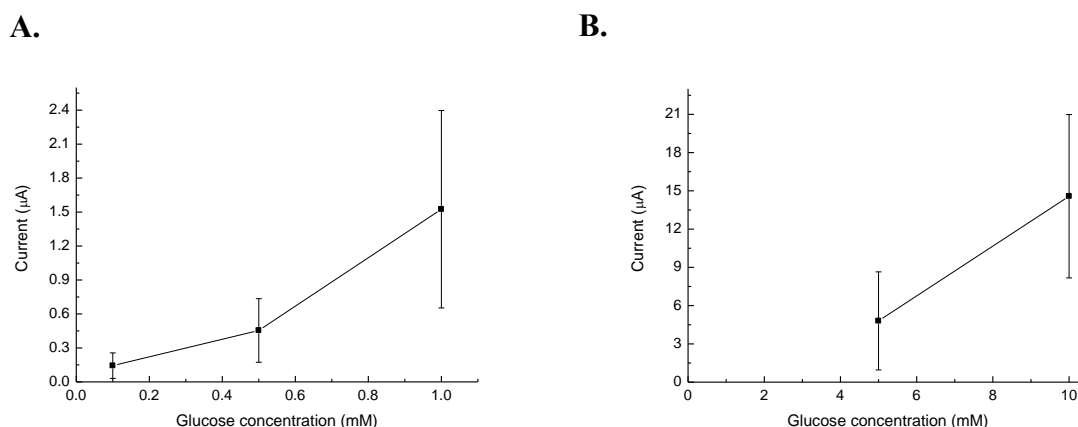 A.
2.4
2.1
1.8
1.5
1.2
0.9
0.6
0.3
0.0
Current (μA)
0.0 0.2 0.4 0.6 0.8 1.0
Glucose concentration (mM)
B.
21
18
15
12
9
6
3
0
Current (μA)
0 2 4 6 8 10
Glucose concentration (mM)